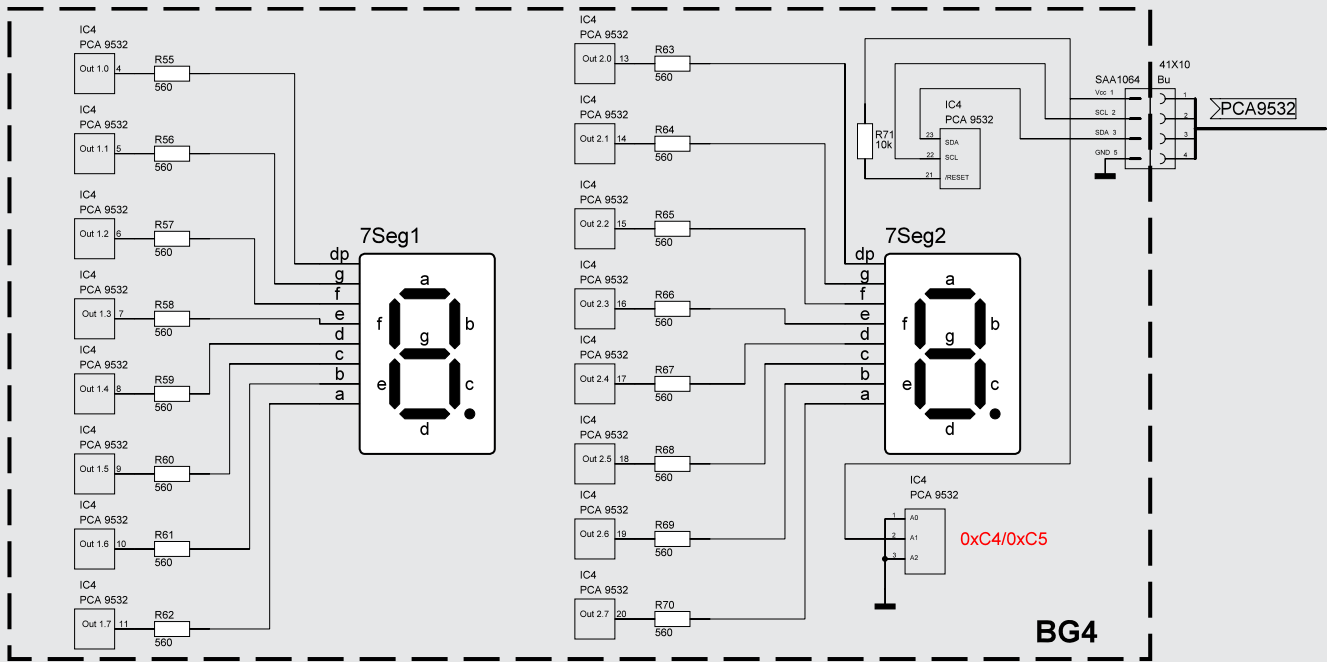 IC4
PCA 9532
Out 1.0
4
R55
560
IC4
PCA 9532
Out 1.1
5
R56
560
IC4
PCA 9532
Out 1.2
6
R57
560
IC4
PCA 9532
Out 1.3
7
R58
560
IC4
PCA 9532
Out 1.4
8
R59
560
IC4
PCA 9532
Out 1.5
9
R60
560
IC4
PCA 9532
Out 1.6
10
R61
560
IC4
PCA 9532
Out 1.7
11
R62
560
7Seg1
dp
g
f
e
d
c
b
a
a
f
b
g
e
c
d
IC4
PCA 9532
Out 2.0
13
R63
560
IC4
PCA 9532
Out 2.1
14
R64
560
IC4
PCA 9532
Out 2.2
15
R65
560
IC4
PCA 9532
Out 2.3
16
R66
560
IC4
PCA 9532
Out 2.4
17
R67
560
IC4
PCA 9532
Out 2.5
18
R68
560
IC4
PCA 9532
Out 2.6
19
R69
560
IC4
PCA 9532
Out 2.7
20
R70
560
7Seg2
dp
g
f
e
d
c
b
a
a
f
b
g
e
c
d
R71
10k
IC4
PCA 9532
23
SDA
22
SCL
21
/RESET
SAA1064
Vcc 1
SCL 2
SDA 3
GND 5
41X10
Bu
1
2
3
4
PCA9532
IC4
PCA 9532
1
A0
2
A1
3
A2
0xC4/0xC5
BG4